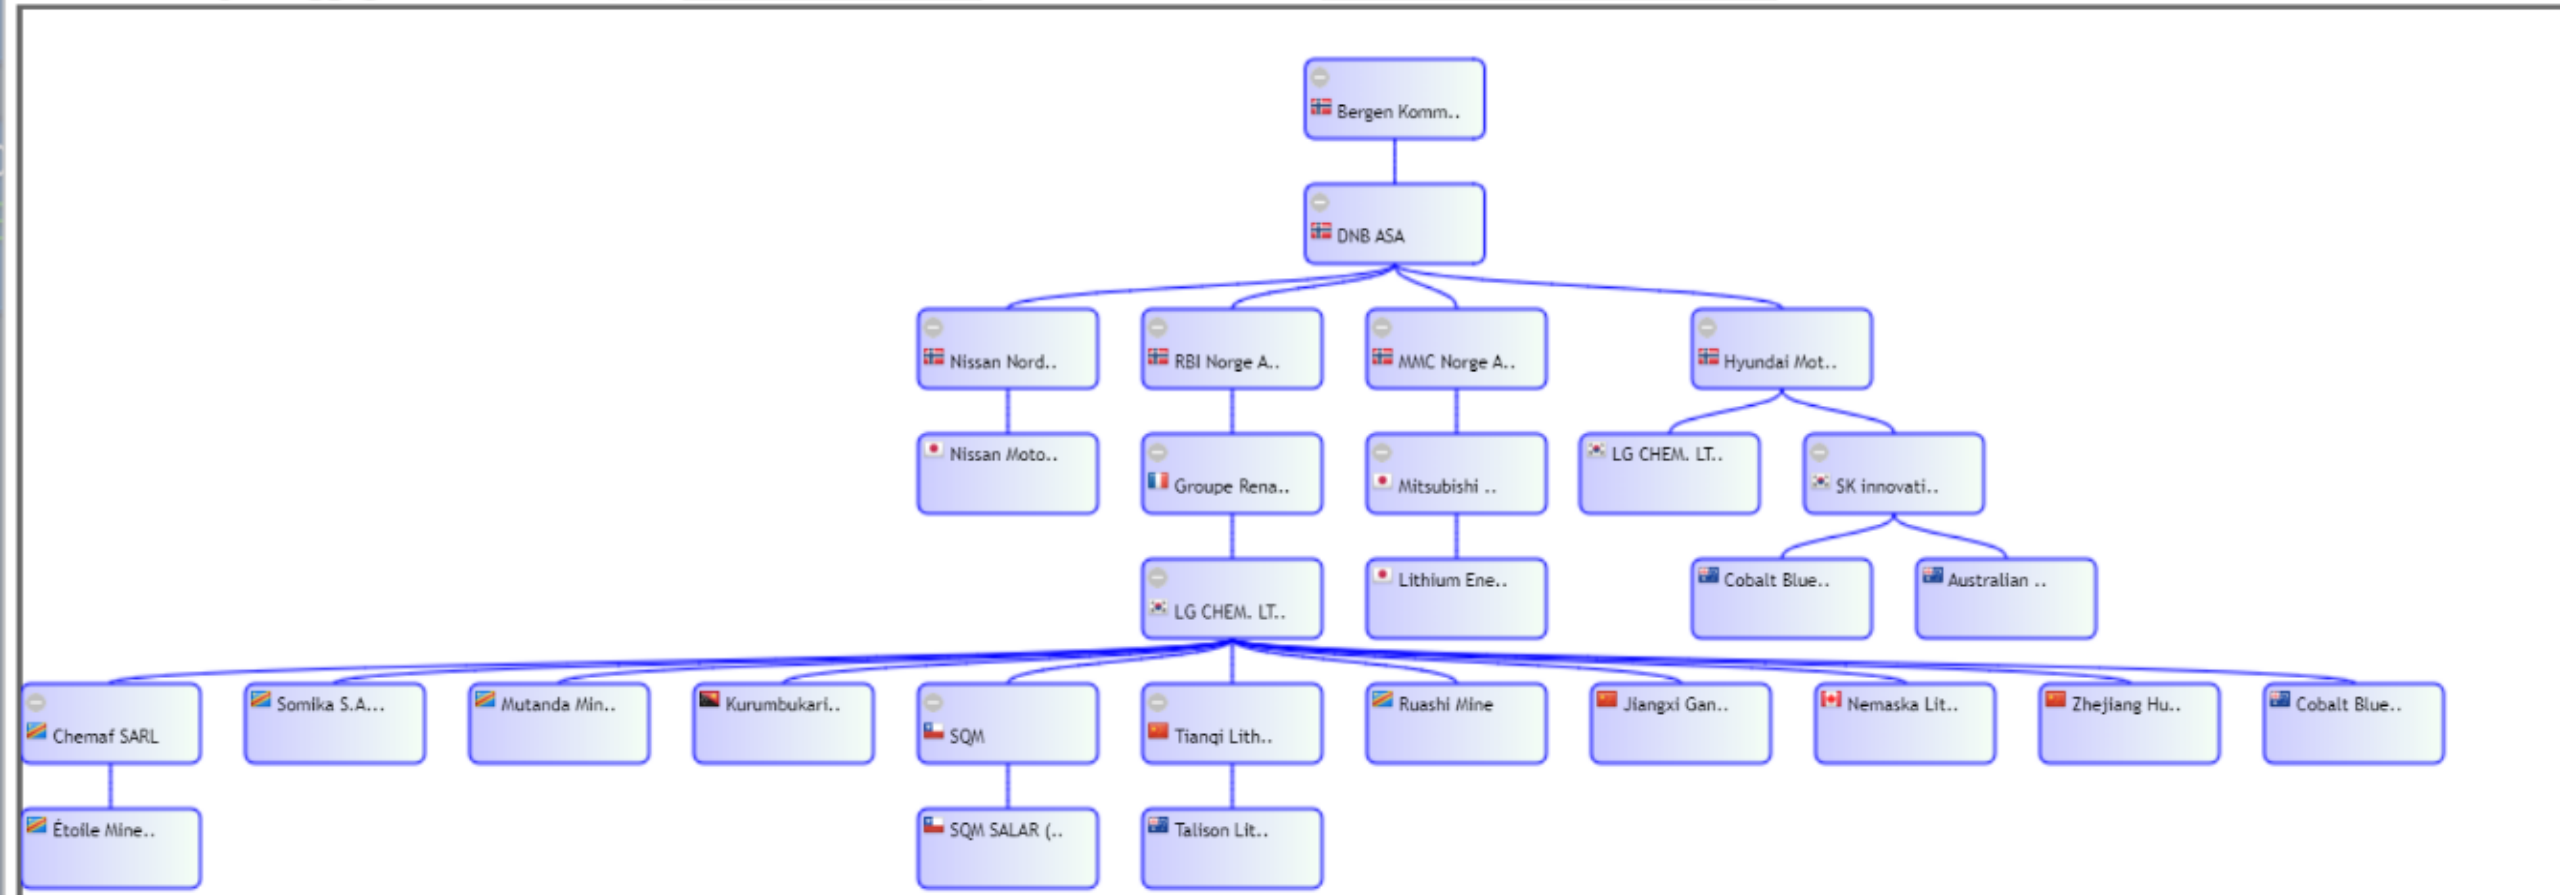 Bergen Komm..
DNB ASA
Nissan Nord..
RBI Norge A..
MMC Norge A..
Hyundai Mot..
Nissan Moto..
Groupe Rena..
Mitsubishi ..
LG CHEM. LT..
SK innovati..
LG CHEM. LT..
Lithium Ene..
Cobalt Blue..
Australian ..
Chemaf SARL
Somika S.A...
Mutanda Min..
Kurumbukari..
SQM
Tianqi Lith..
Ruashi Mine
Jiangxi Gan..
Nemaska Lit..
Zhejiang Hu..
Cobalt Blue..
Étoile Mine..
SQM SALAR (..
Talison Lit..